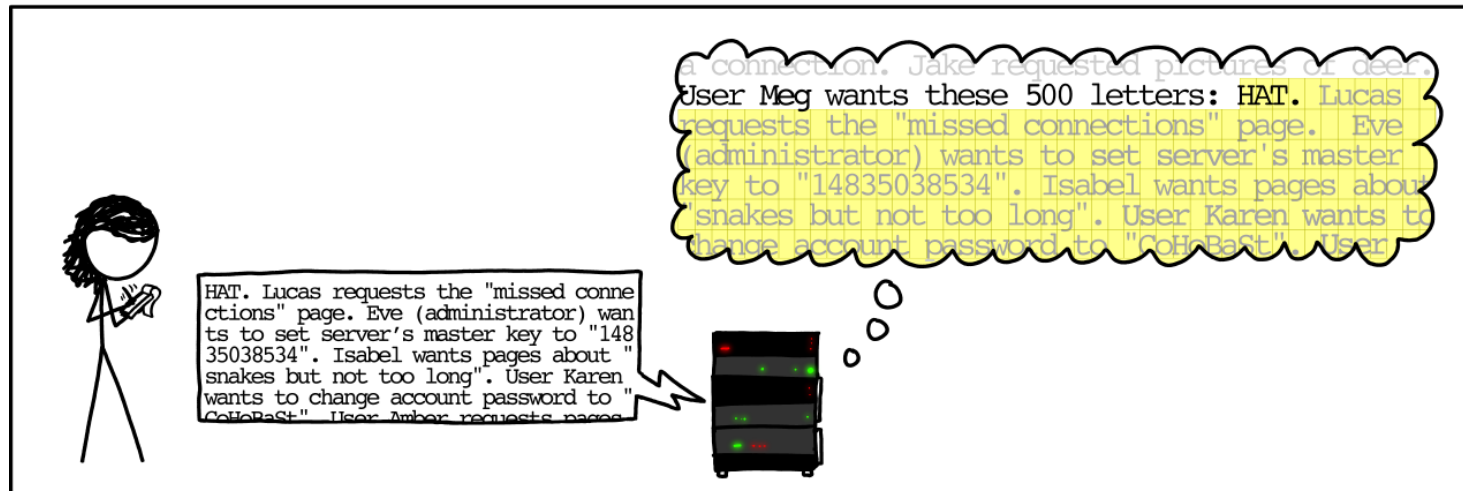 a connection. Jake requested pictures of deer.
User Meg wants these 500 letters: HAT. Lucas
requests the "missed connections" page. Eve
(administrator) wants to set server's master
key to "14835038534". Isabel wants pages about
"snakes but not too long". User Karen wants to
change account password to "CoHoBaSt". User
HAT. Lucas requests the "missed conne
ctions" page. Eve (administrator) wan
ts to set server's master key to "148
35038534". Isabel wants pages about "
snakes but not too long". User Karen
wants to change account password to "
CoHoBaSt". User Amber requests pages